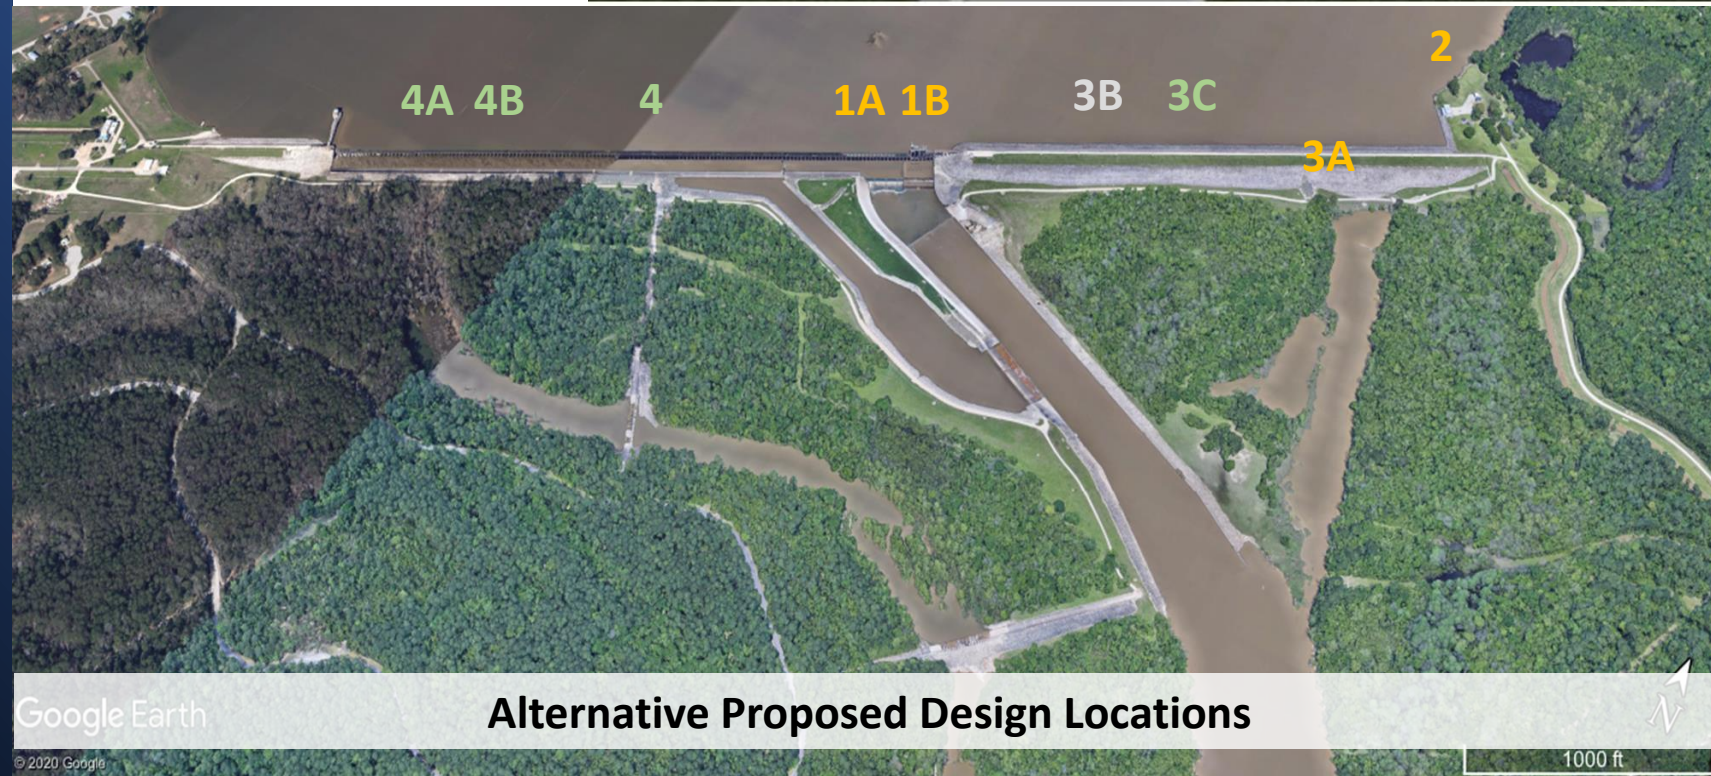 2
4A 4B 4 1A 1B 3B 3C
3A
Alternative Proposed Design Locations
Google Earth
N
1000 ft
© 2020 Google